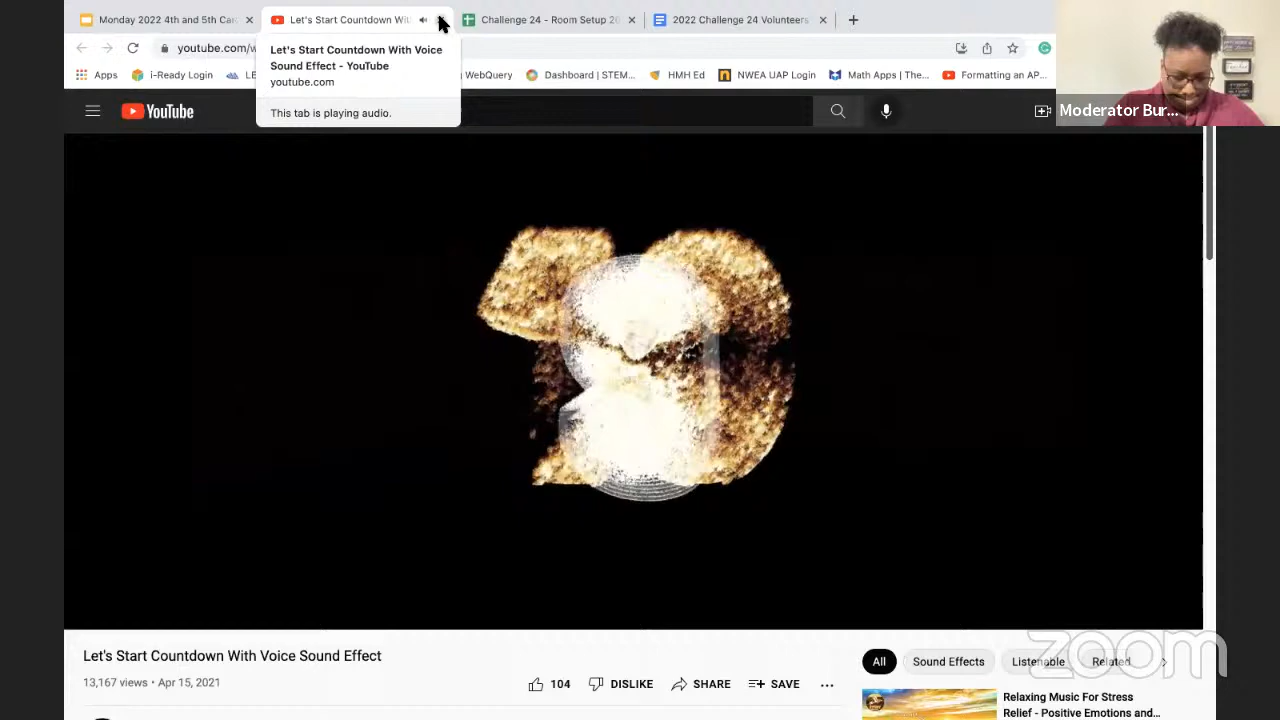 Monday 2022 4th and 5th Car
Let's Start Countdown Wit
Challenge 24 - Room Setup 20
2022 Challenge 24 Volunteers
youtube.com/w
Let's Start Countdown With Voice
Sound Effect - YouTube
youtube.com
This tab is playing audio.
Apps
i-Ready Login
LE
WebQuery
Dashboard | STEM...
HMH Ed
NWEA UAP Login
Math Apps | The...
Formatting an AP...
YouTube
Moderator Bur...
Let's Start Countdown With Voice Sound Effect
13,167 views • Apr 15, 2021
104
DISLIKE
SHARE
SAVE
...
All
Sound Effects
Listenable
Related
zoom
Relaxing Music For Stress
Relief - Positive Emotions and...